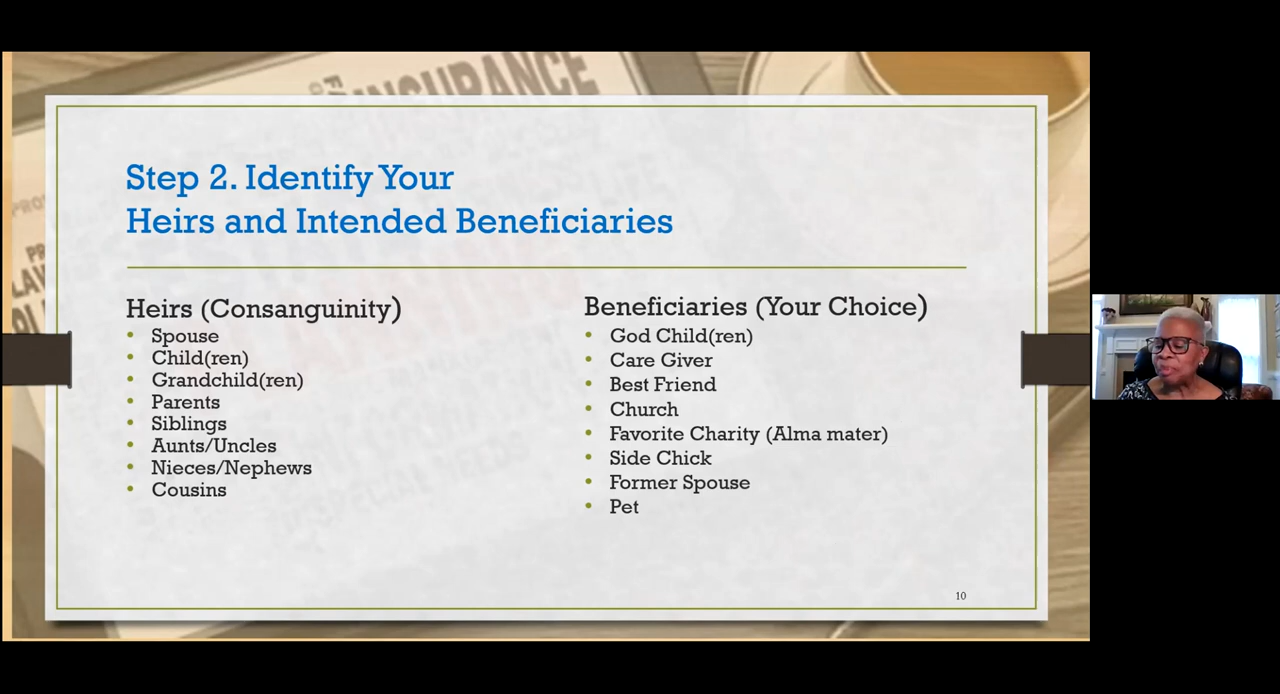 INSURANCE
Step 2. Identify Your
Heirs and Intended Beneficiaries
Heirs (Consanguinity)
• Spouse
• Child(ren)
• Grandchild(ren)
• Parents
• Siblings
• Aunts/Uncles
• Nieces/Nephews
• Cousins
Beneficiaries (Your Choice)
• God Child(ren)
• Care Giver
• Best Friend
• Church
• Favorite Charity (Alma mater)
• Side Chick
• Former Spouse
• Pet
10